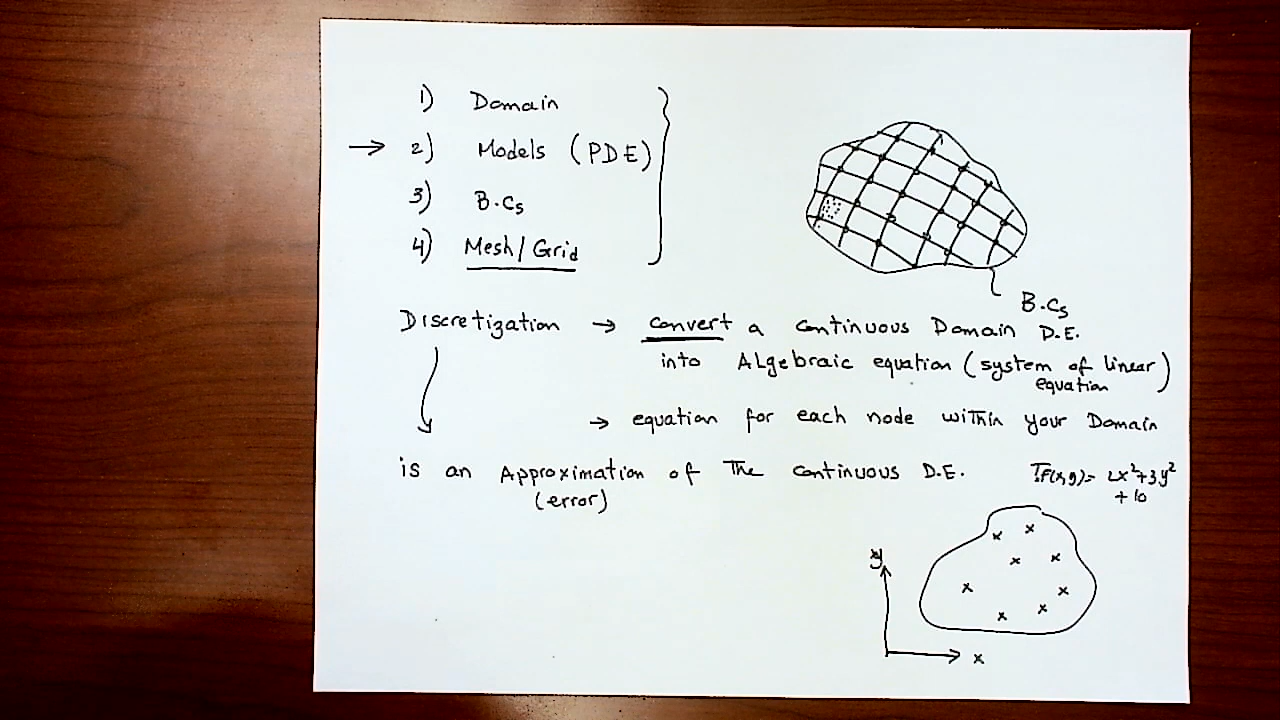 1) Domain
→ 2) Models (PDE)
3) B.Cs
4) Mesh/Grid
B.Cs
Discretization → convert a continuous Domain D.E.
into Algebraic equation (system of linear
equation)
→ equation for each node within your Domain
is an Approximation of The continuous D.E.
(error)
= 2x²+3y²
+ 10
y
x